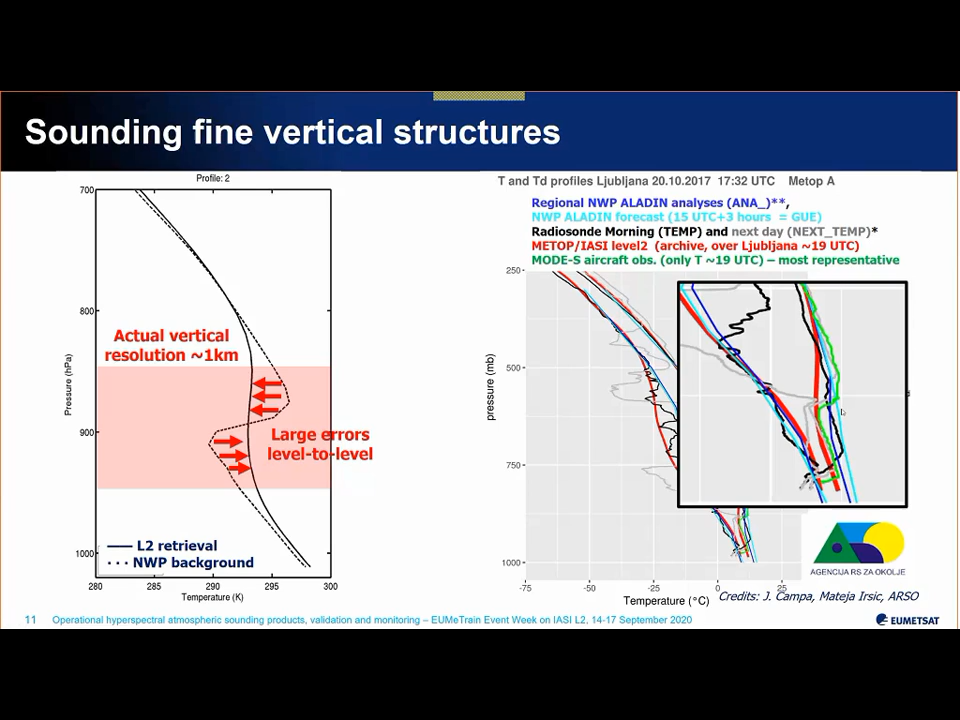 Sounding fine vertical structures
Profile: 2
700
800
900
1000
Pressure (hPa)
280
285
290
295
300
Temperature (K)
Actual vertical
resolution ~1km
Large errors
level-to-level
L2 retrieval
NWP background
T and Td profiles Ljubljana 20.10.2017 17:32 UTC Metop A
Regional NWP ALADIN analyses (ANA_)**,
NWP ALADIN forecast (15 UTC+3 hours = GUE)
Radiosonde Morning (TEMP) and next day (NEXT_TEMP)*
METOP/IASI level2 (archive, over Ljubljana ~19 UTC)
MODE-S aircraft obs. (only T ~19 UTC) – most representative
250
500
750
1000
pressure (mb)
-75
-50
-25
0
25
Temperature (°C)
AGENCIJA RS ZA OKOLJE
Credits: J. Campa, Mateja Irsic, ARSO
11 Operational hyperspectral atmospheric sounding products, validation and monitoring – EUMeTrain Event Week on IASI L2, 14-17 September 2020
EUMETSAT